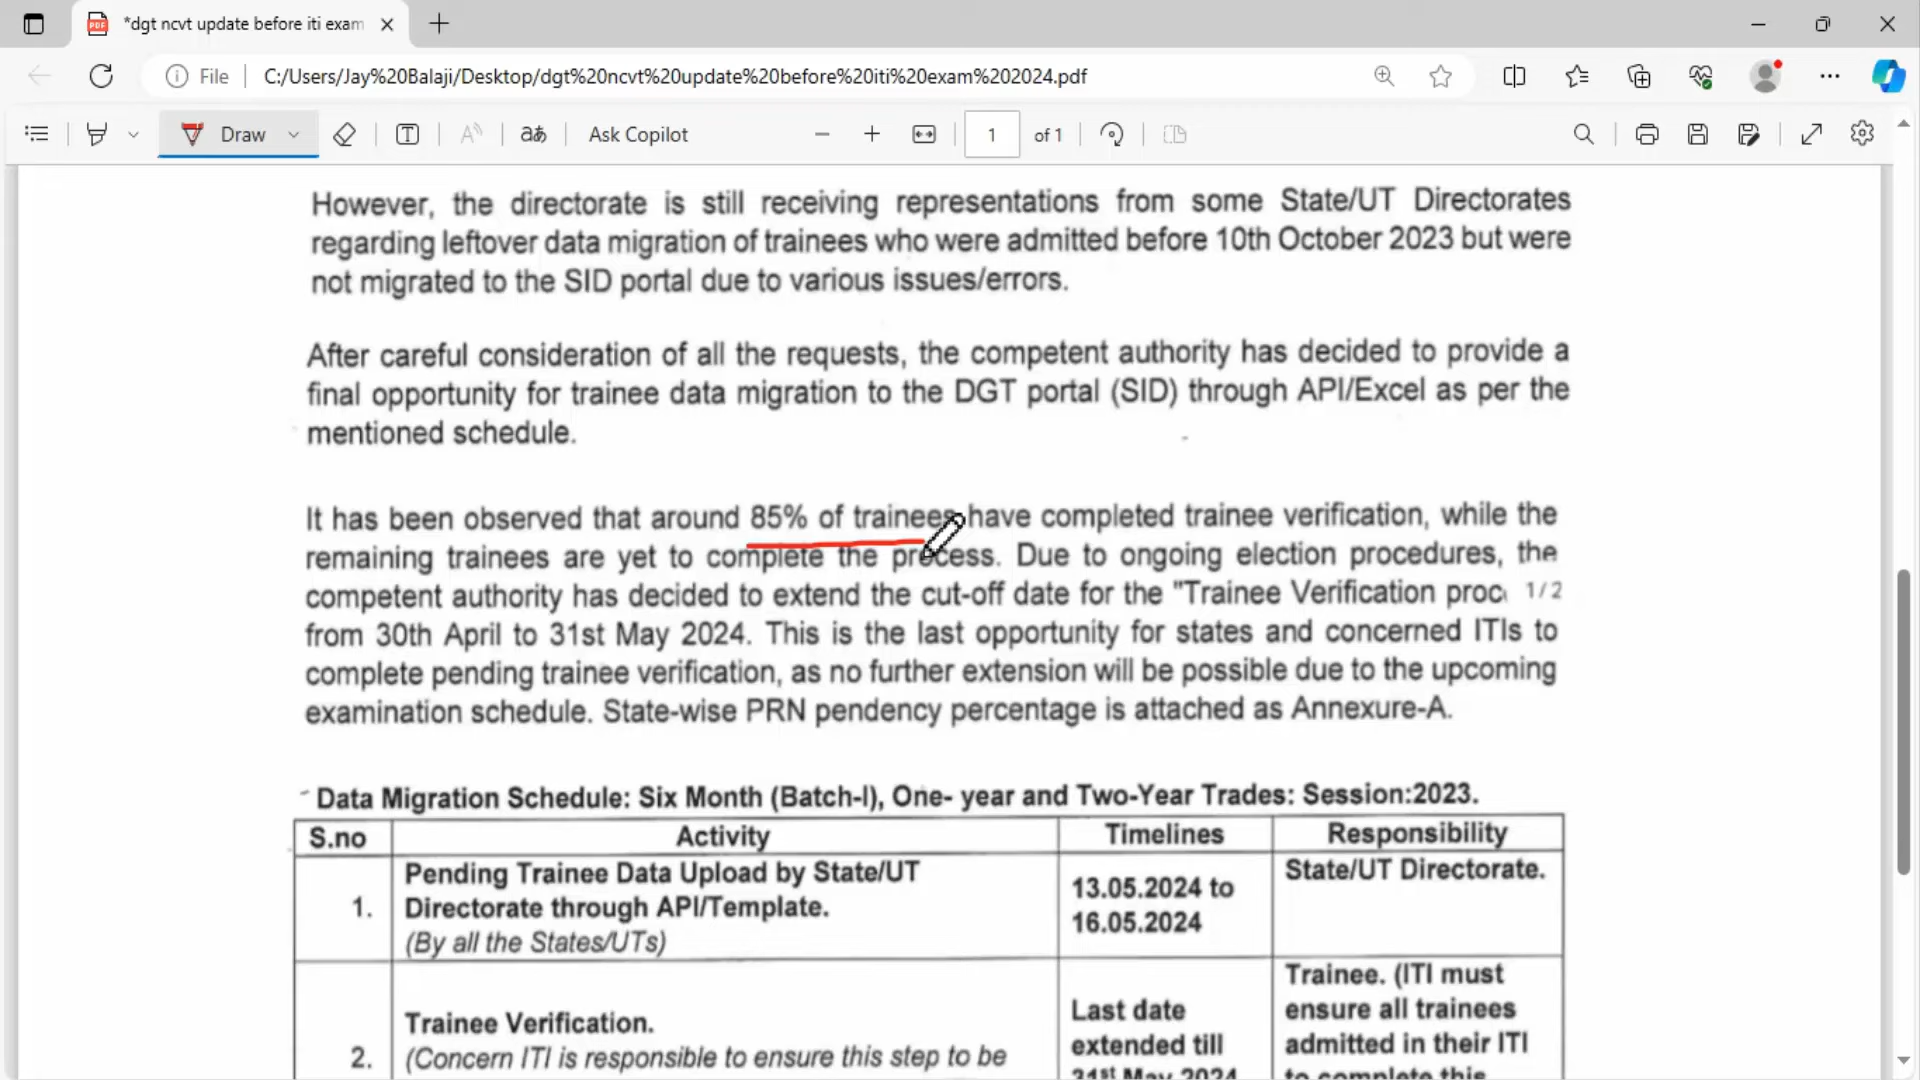 *dgt ncvt update before iti exam
File
C:/Users/Jay%20Balaji/Desktop/dgt%20ncvt%20update%20before%20iti%20exam%202024.pdf
Draw
Ask Copilot
1
of 1
However, the directorate is still receiving representations from some State/UT Directorates
regarding leftover data migration of trainees who were admitted before 10th October 2023 but were
not migrated to the SID portal due to various issues/errors.
After careful consideration of all the requests, the competent authority has decided to provide a
final opportunity for trainee data migration to the DGT portal (SID) through API/Excel as per the
mentioned schedule.
It has been observed that around 85% of trainees have completed trainee verification, while the
remaining trainees are yet to complete the process. Due to ongoing election procedures, the
competent authority has decided to extend the cut-off date for the "Trainee Verification proc 1/2
from 30th April to 31st May 2024. This is the last opportunity for states and concerned ITIs to
complete pending trainee verification, as no further extension will be possible due to the upcoming
examination schedule. State-wise PRN pendency percentage is attached as Annexure-A.
Data Migration Schedule: Six Month (Batch-I), One- year and Two-Year Trades: Session:2023.
S.no Activity Timelines Responsibility
1.
Pending Trainee Data Upload by State/UT
Directorate through API/Template.
(By all the States/UTs)
13.05.2024 to
16.05.2024
State/UT Directorate.
2.
Trainee Verification.
(Concern ITI is responsible to ensure this step to be
Last date
extended till
31st May 2024
Trainee. (ITI must
ensure all trainees
admitted in their ITI
to complete this